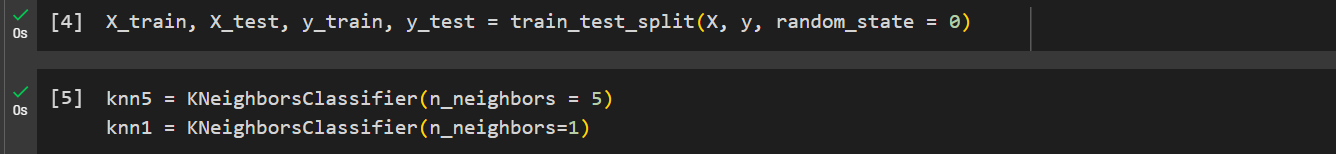 [4] X_train, X_test, y_train, y_test = train_test_split(X, y, random_state = 0)
0s
[5] knn5 = KNeighborsClassifier(n_neighbors = 5)
0s
knn1 = KNeighborsClassifier(n_neighbors=1)